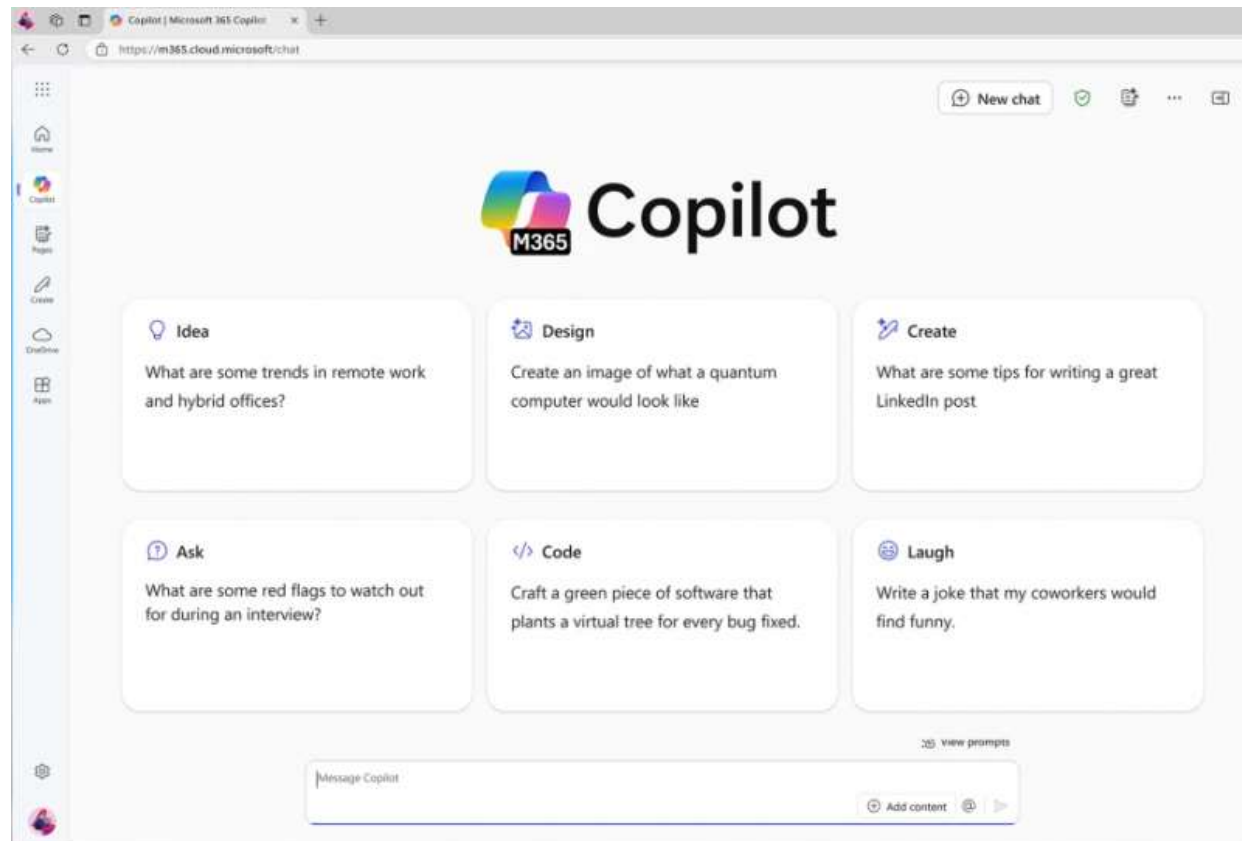 Copilot | Microsoft 365 Copilot
https://m365.cloud.microsoft/chat
New chat
Home
Copilot
Pages
Create
OneDrive
Apps
M365
Copilot
Idea
What are some trends in remote work
and hybrid offices?
Design
Create an image of what a quantum
computer would look like
Create
What are some tips for writing a great
LinkedIn post
Ask
What are some red flags to watch out
for during an interview?
Code
Craft a green piece of software that
plants a virtual tree for every bug fixed.
Laugh
Write a joke that my coworkers would
find funny.
View prompts
Message Copilot
Add content